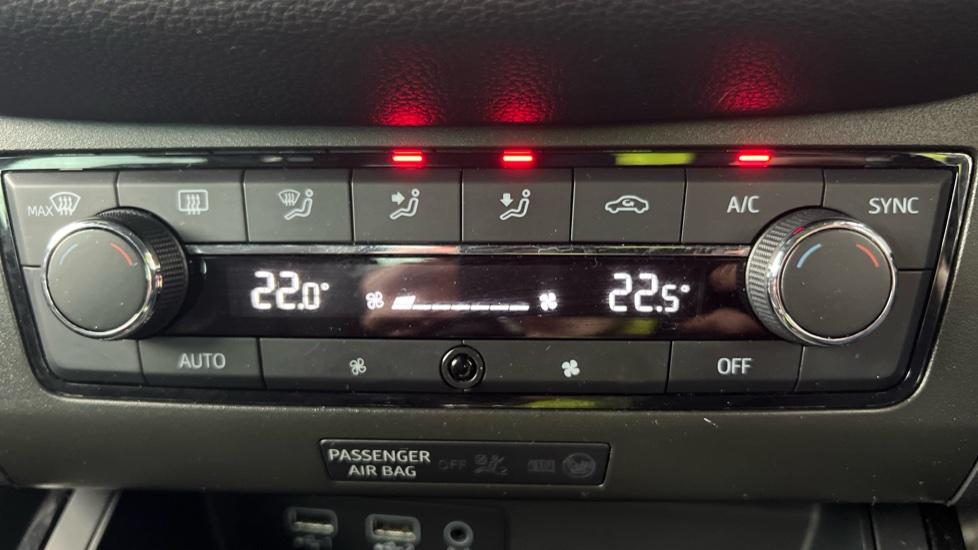 MAX
A/C
SYNC
22.0°
22.5°
AUTO
OFF
PASSENGER
AIR BAG
OFF